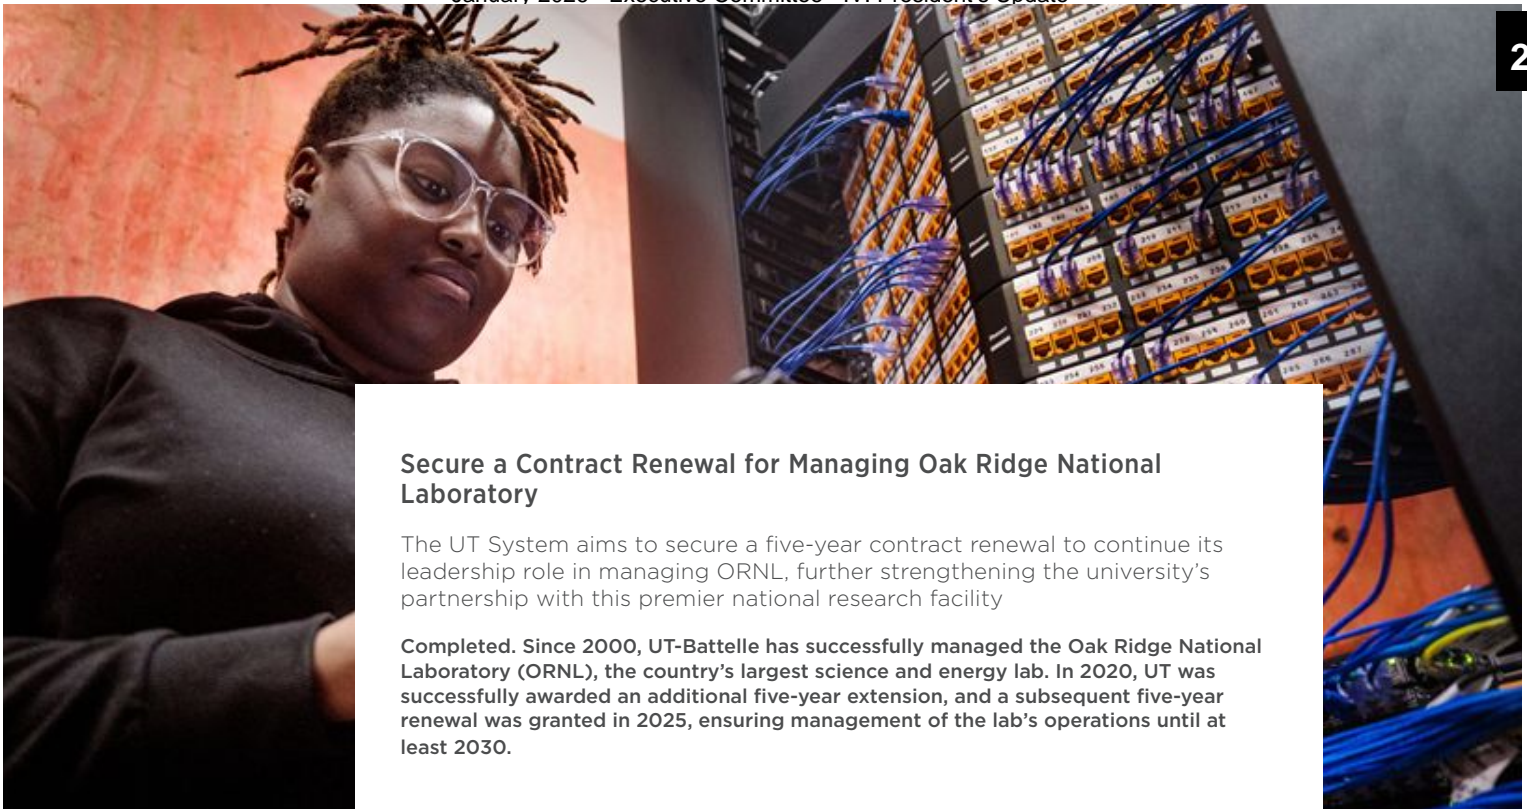 2
Secure a Contract Renewal for Managing Oak Ridge National
Laboratory
The UT System aims to secure a five-year contract renewal to continue its
leadership role in managing ORNL, further strengthening the university's
partnership with this premier national research facility
Completed. Since 2000, UT-Battelle has successfully managed the Oak Ridge National
Laboratory (ORNL), the country's largest science and energy lab. In 2020, UT was
successfully awarded an additional five-year extension, and a subsequent five-year
renewal was granted in 2025, ensuring management of the lab's operations until at
least 2030.